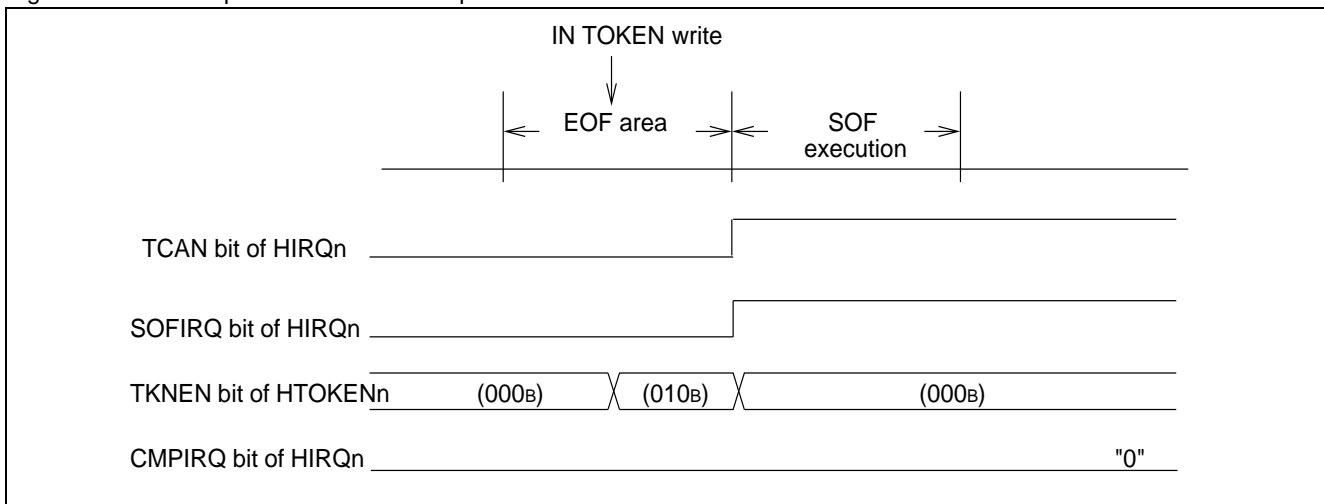 IN TOKEN write
EOF area
SOF
execution
TCAN bit of HIRQn
SOFIRQ bit of HIRQn
TKNEN bit of HTOKENn (000B) (010B) (000B)
CMPIRQ bit of HIRQn "0"